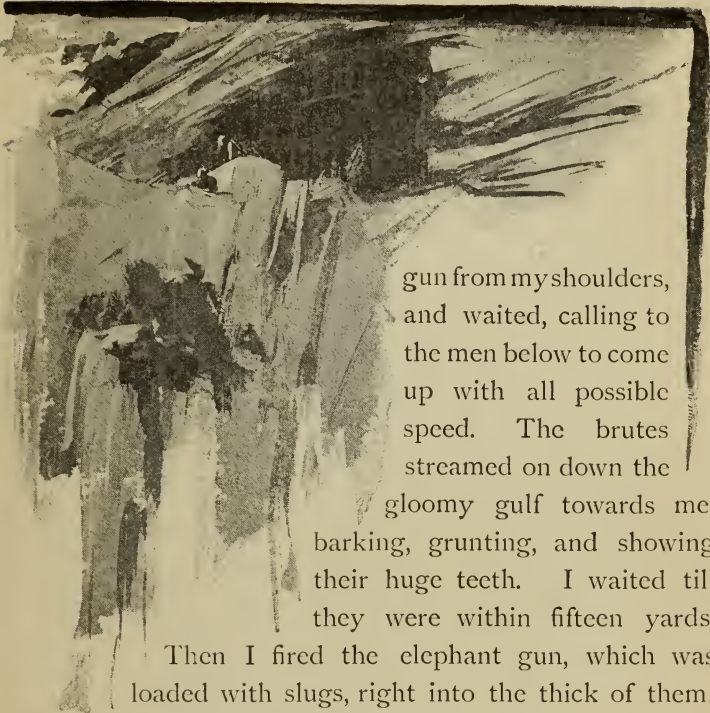 gun from my shoulders,
and waited, calling to
the men below to come
up with all possible
speed. The brutes
streamed on down the
gloomy gulf towards me
barking, grunting, and showing
their huge teeth. I waited til
they were within fifteen yards
Then I fired the elephant gun, which was
loaded with slugs, right into the thick of them